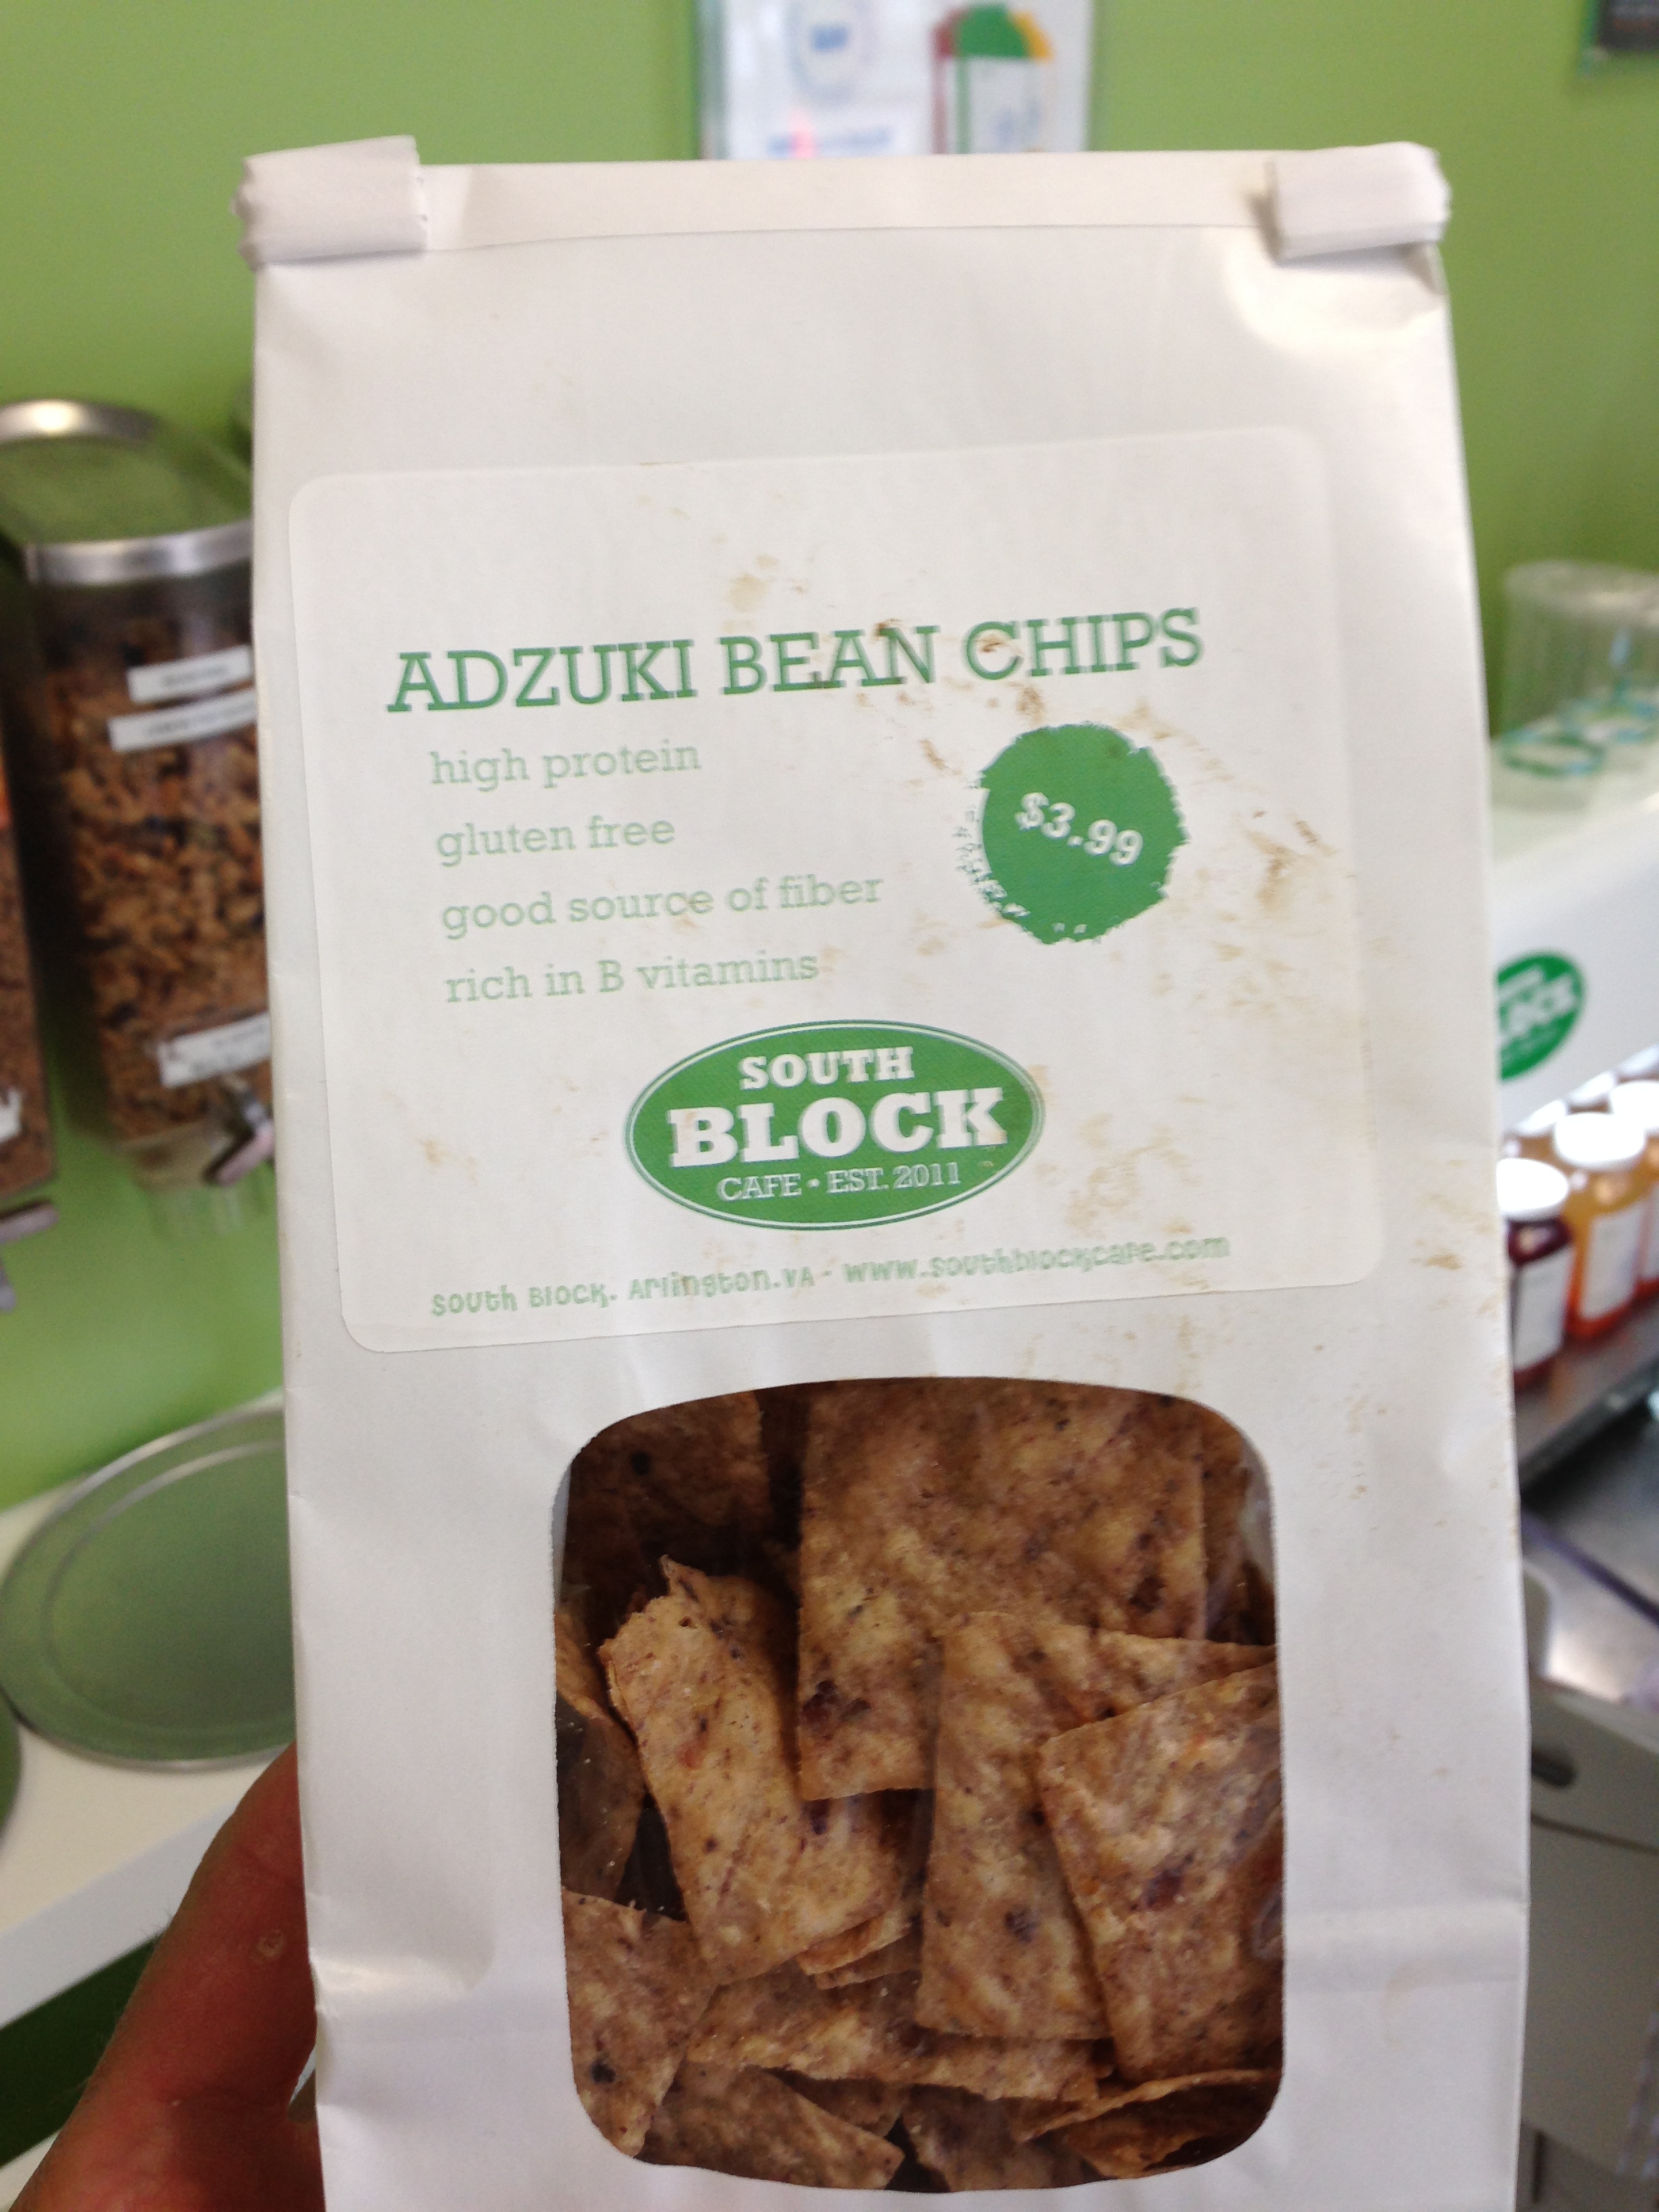 ADZUKI BEAN CHIPS
high protein
gluten free
$3.99
good source of fiber
rich in B vitamins
SOUTH
BLOCK
CAFE • EST. 2011
South Block. Arlington.VA - www.southblockcafe.com